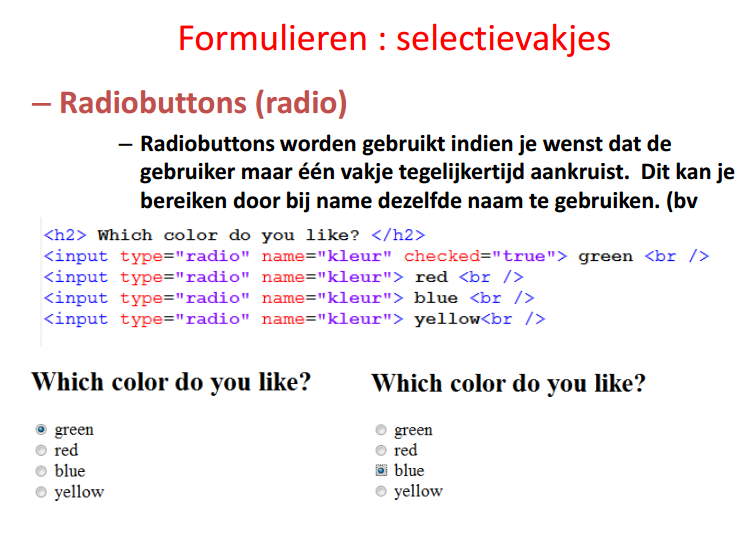 Formulieren : selectievakjes
– Radiobuttons (radio)
– Radiobuttons worden gebruikt indien je wenst dat de
gebruiker maar één vakje tegelijkertijd aankruist. Dit kan je
bereiken door bij name dezelfde naam te gebruiken. (bv
<h2> Which color do you like? </h2>
<input type="radio" name="kleur" checked="true"> green <br />
<input type="radio" name="kleur"> red <br />
<input type="radio" name="kleur"> blue <br />
<input type="radio" name="kleur"> yellow<br />
Which color do you like?
green
red
blue
yellow
Which color do you like?
green
red
blue
yellow